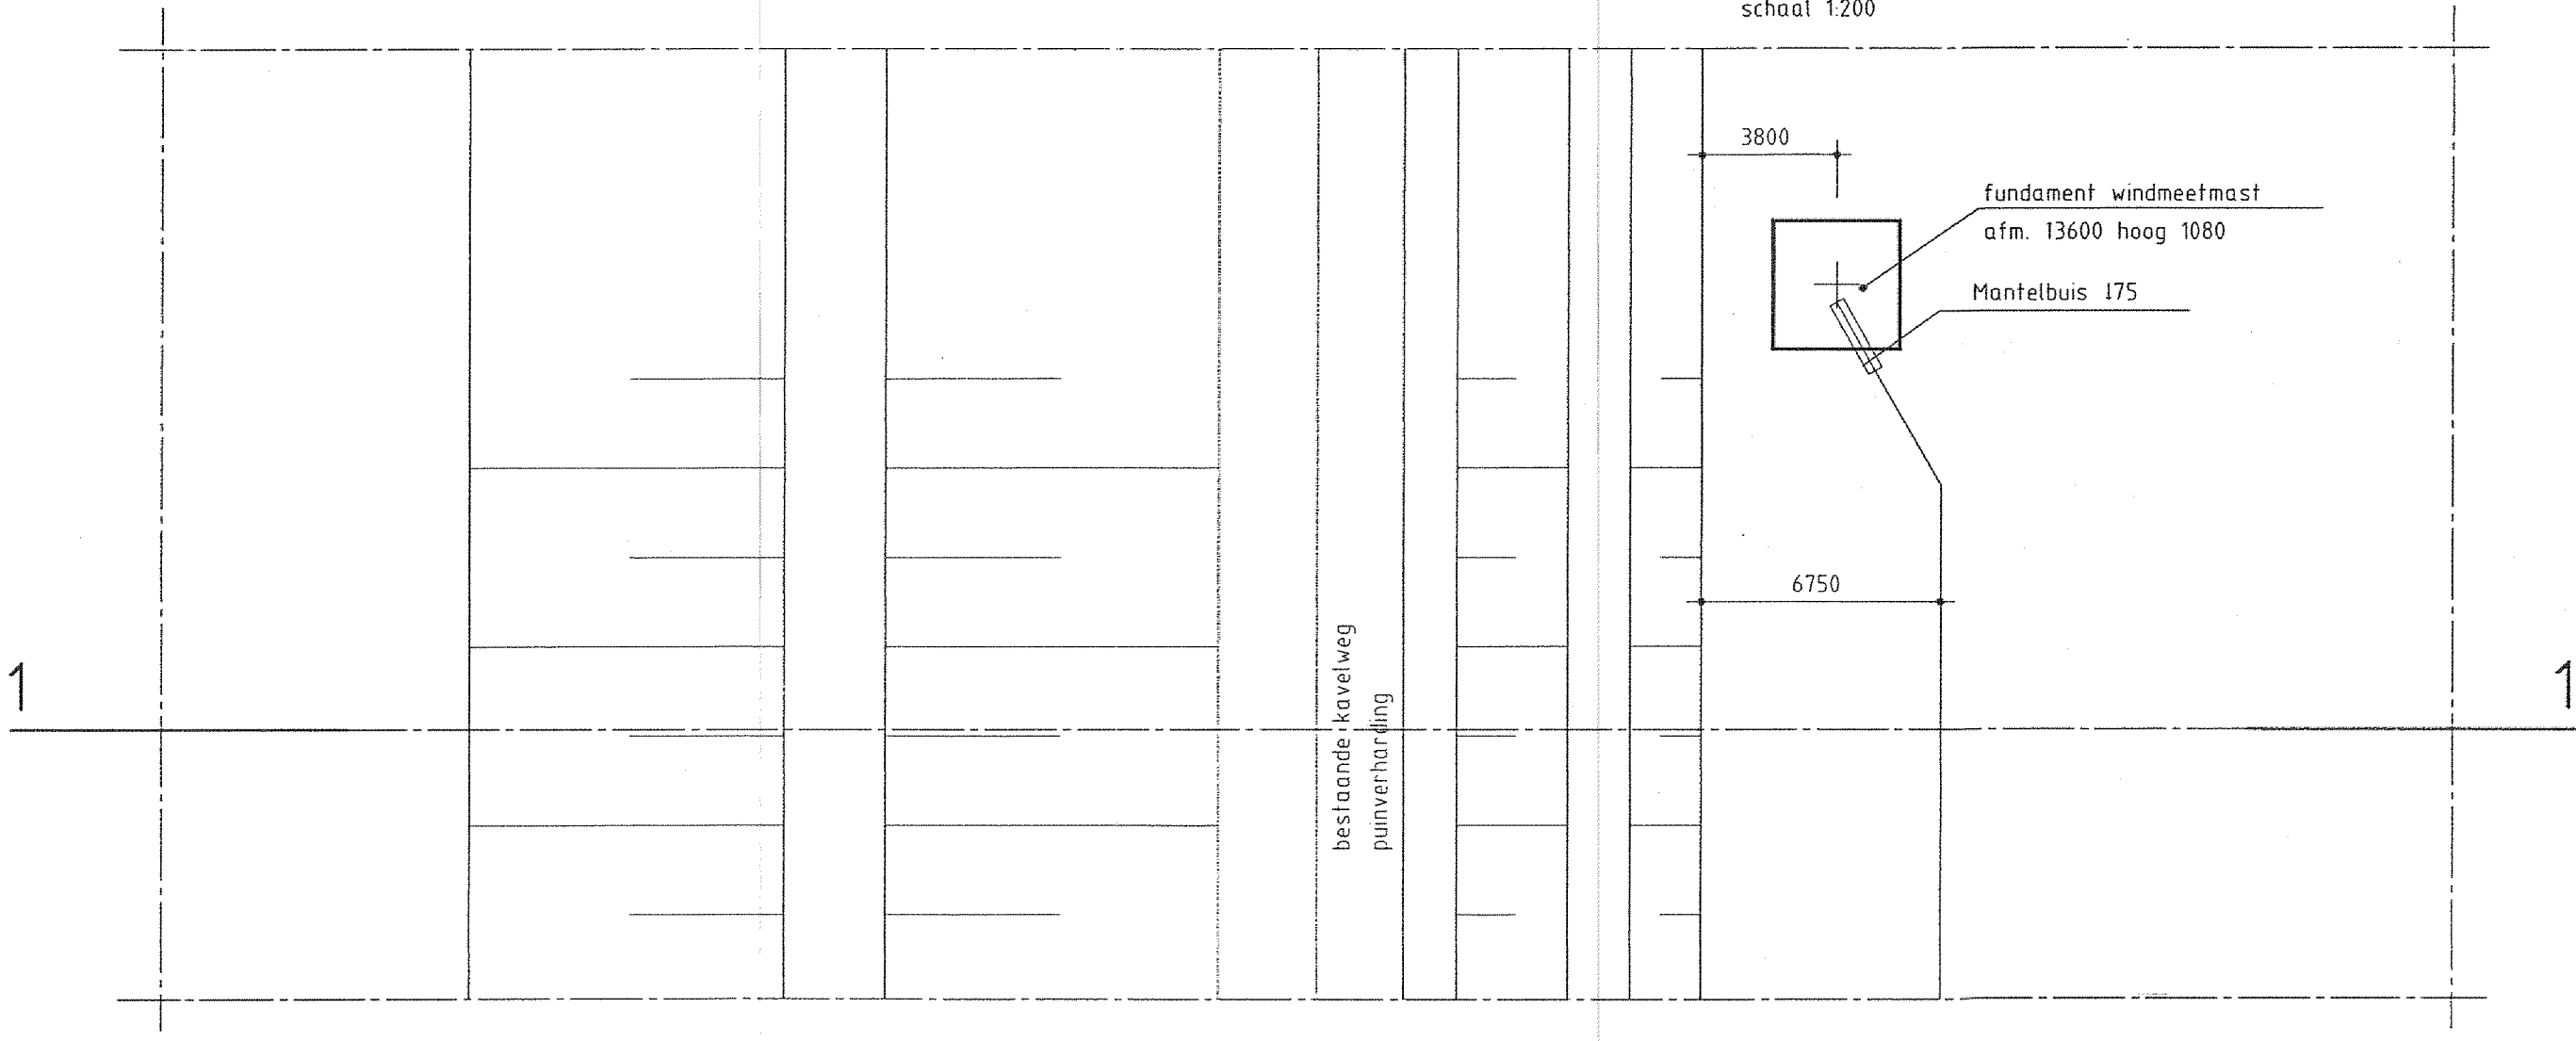 schaal 1:200
3800
fundament windmeetmast
afm. 13600 hoog 1080
Mantelbuis 175
6750
bestaande kavelweg
puinverharding
1
1